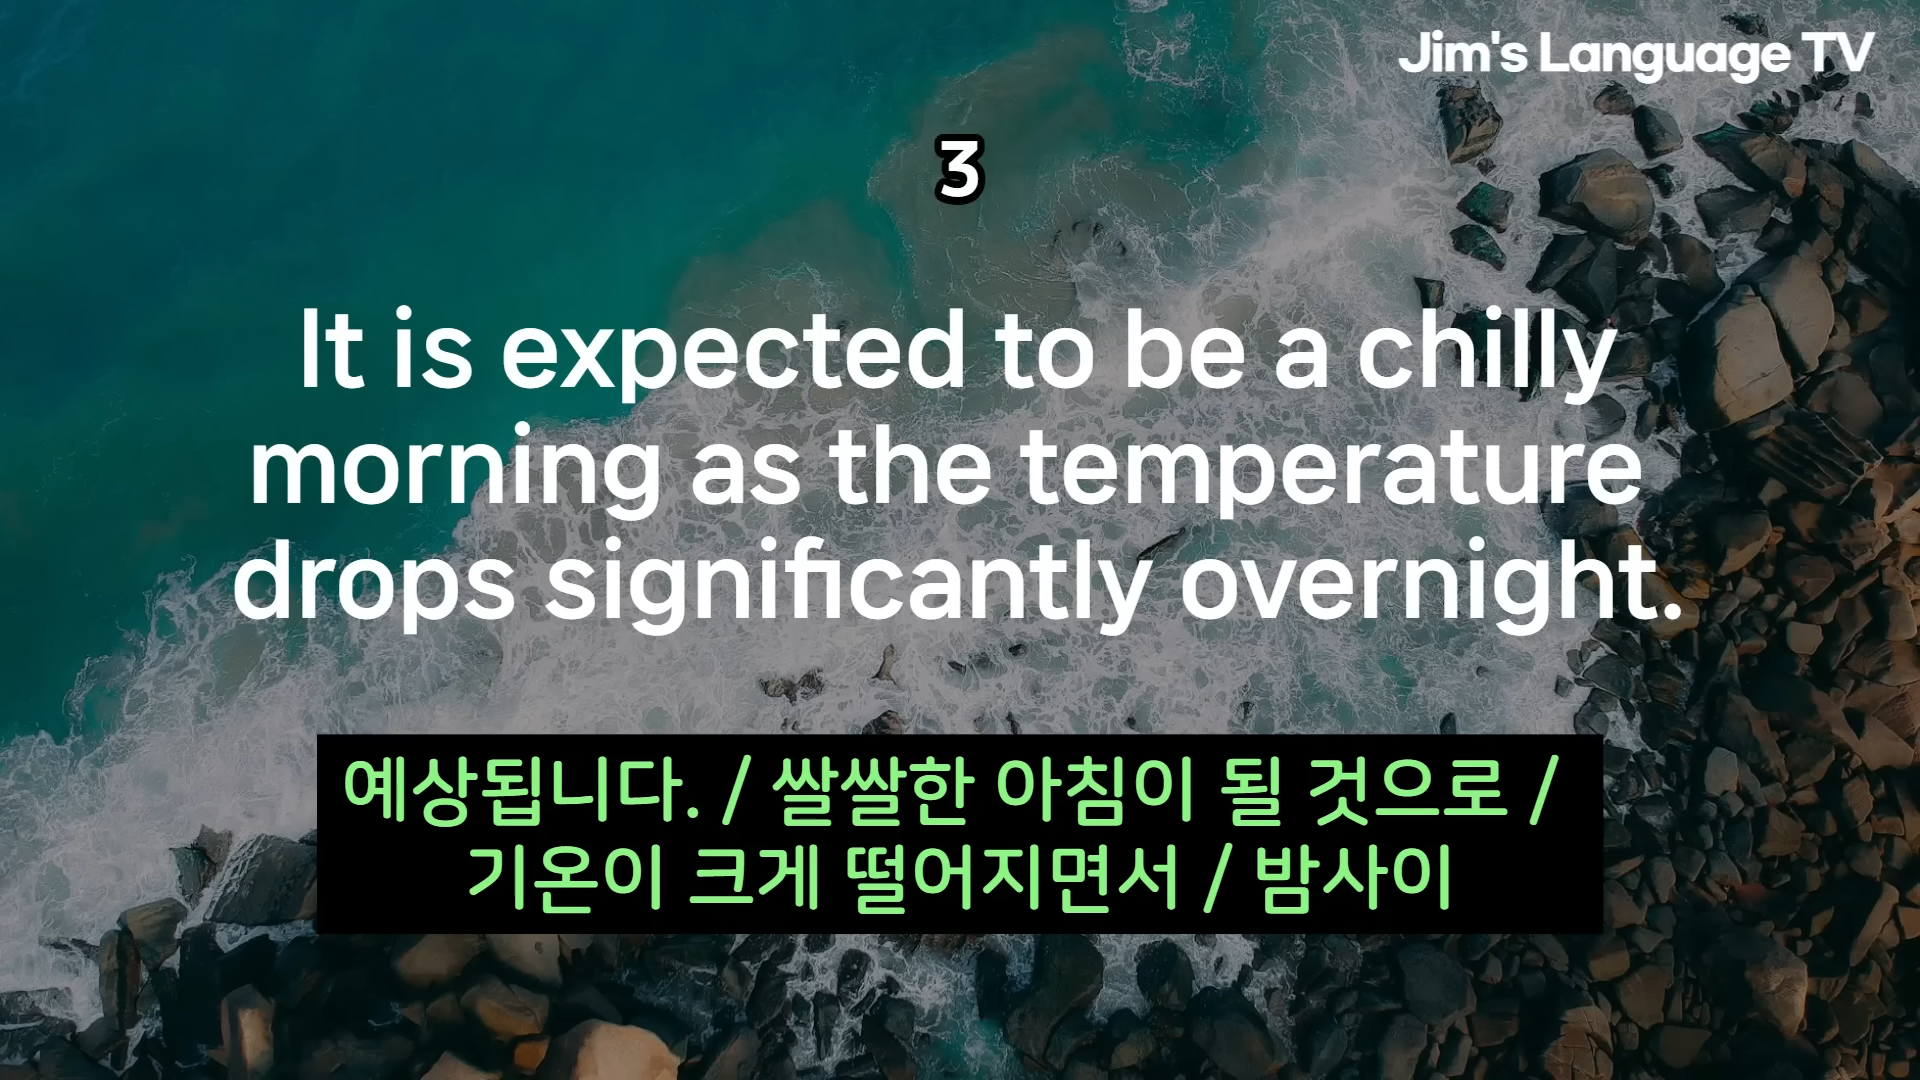 Jim's Language TV
3
It is expected to be a chilly
morning as the temperature
drops significantly overnight.
예상됩니다. / 쌀쌀한 아침이 될 것으로 /
기온이 크게 떨어지면서 / 밤사이